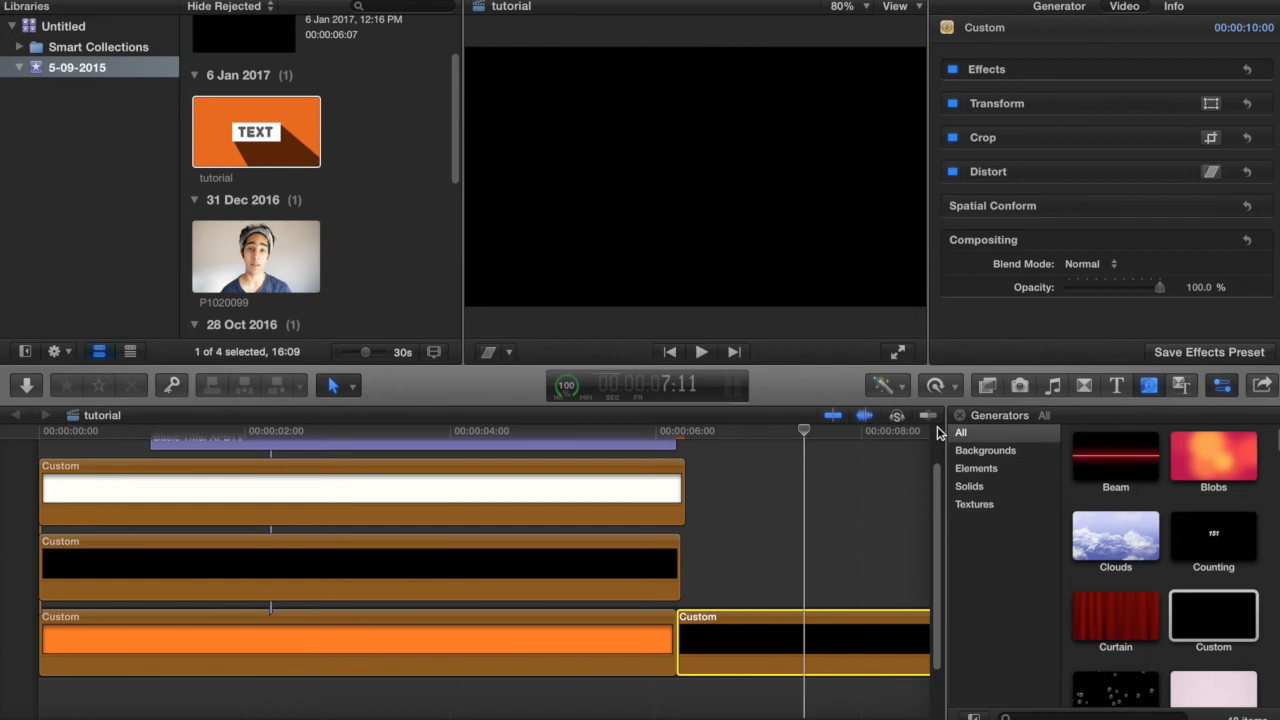 Libraries
Hide Rejected
tutorial
80%
View
Generator
Video
Info
Untitled
Smart Collections
5-09-2015
6 Jan 2017, 12:16 PM
00:00:06:07
6 Jan 2017 (1)
TEXT
tutorial
31 Dec 2016 (1)
P1020099
28 Oct 2016 (1)
1 of 4 selected, 16:09
30s
Custom
00:00:10:00
Effects
Transform
Crop
Distort
Spatial Conform
Compositing
Blend Mode: Normal
Opacity: 100.0 %
Save Effects Preset
100
%
00:00:07:11
HR MIN SEC FR
tutorial
Generators All
00:00:00:00
00:00:02:00
00:00:04:00
00:00:06:00
00:00:08:00
Custom
Custom
Custom
Custom
All
Backgrounds
Elements
Solids
Textures
Beam
Blobs
151
Clouds
Counting
Curtain
Custom